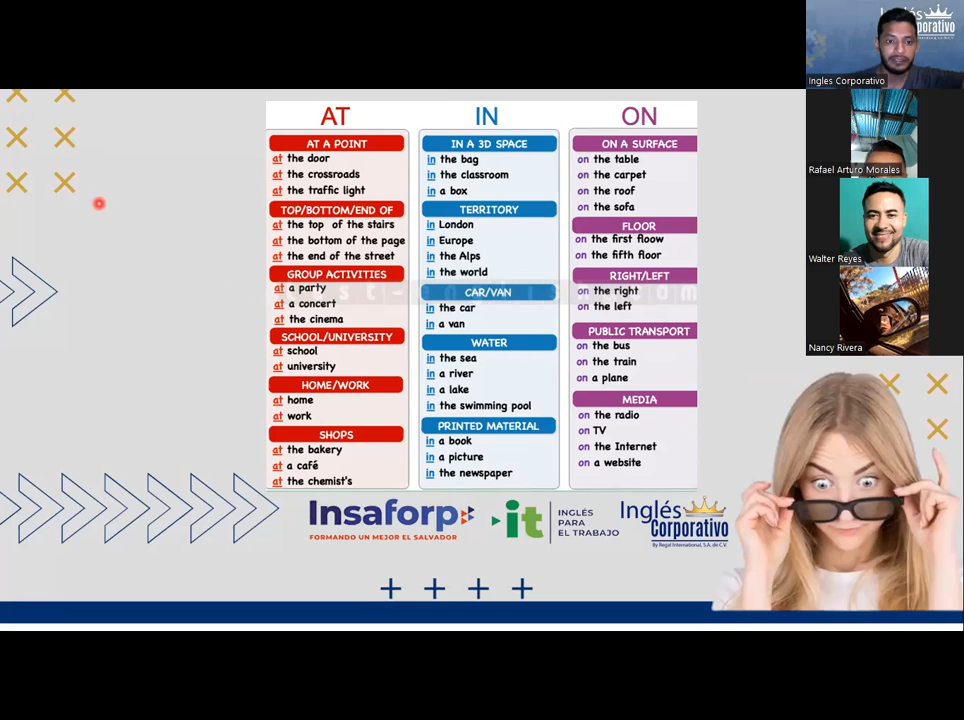 AT
AT A POINT
at the door
at the crossroads
at the traffic light
TOP/BOTTOM/END OF
at the top of the stairs
at the bottom of the page
at the end of the street
GROUP ACTIVITIES
at a party
at a concert
at the cinema
SCHOOL/UNIVERSITY
at school
at university
HOME/WORK
at home
at work
SHOPS
at the bakery
at a café
at the chemist's
IN
IN A 3D SPACE
in the bag
in the classroom
in a box
TERRITORY
in London
in Europe
in the Alps
in the world
CAR/VAN
in the car
in a van
WATER
in the sea
in a river
in a lake
in the swimming pool
PRINTED MATERIAL
in a book
in a picture
in the newspaper
ON
ON A SURFACE
on the table
on the carpet
on the roof
on the sofa
FLOOR
on the first floow
on the fifth floor
RIGHT/LEFT
on the right
on the left
PUBLIC TRANSPORT
on the bus
on the train
on a plane
MEDIA
on the radio
on TV
on the Internet
on a website
Insaforp
FORMANDO UN MEJOR EL SALVADOR
it
INGLÉS
PARA
EL TRABAJO
Inglés
Corporativo
By Regal International, S.A. de C.V.
Inglés
Corporativo
Ingles Corporativo
Rafael Arturo Morales
Walter Reyes
Nancy Rivera